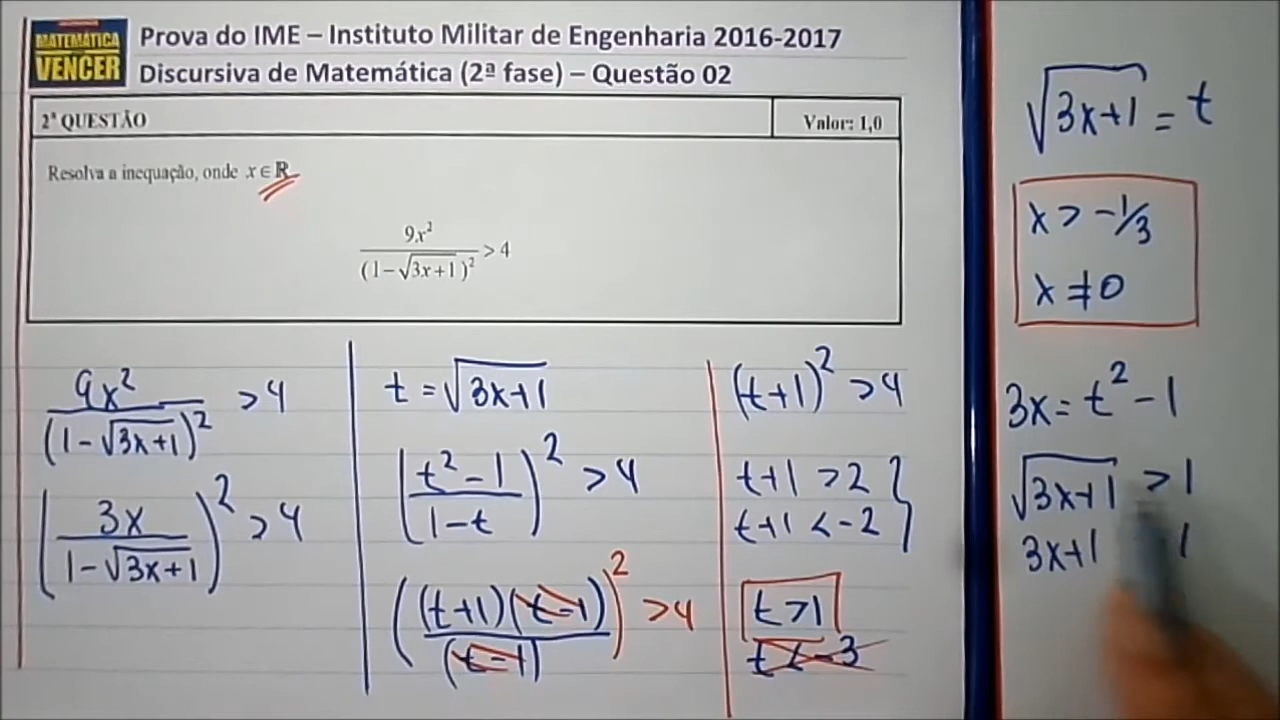 MATEMÁTICA
PRA
VENCER
Prova do IME – Instituto Militar de Engenharia 2016-2017
Discursiva de Matemática (2ª fase) – Questão 02
2ª QUESTÃO
Valor: 1,0
Resolva a inequação, onde x ∈ ℝ
9x²
(1−√3x+1)² > 4
9x²
(1−√3x+1)² > 4
(3x
1−√3x+1)² > 4
t = √3x+1
(t² − 1
1 − t)² > 4
((t+1)(t−1)
(t−1))² > 4
(t+1)² > 4
t+1 > 2
t+1 < −2 }
t > 1
t < −3
√3x+1 = t
x > −1/3
x ≠ 0
3x = t² − 1
√3x+1 > 1
3x+1 1